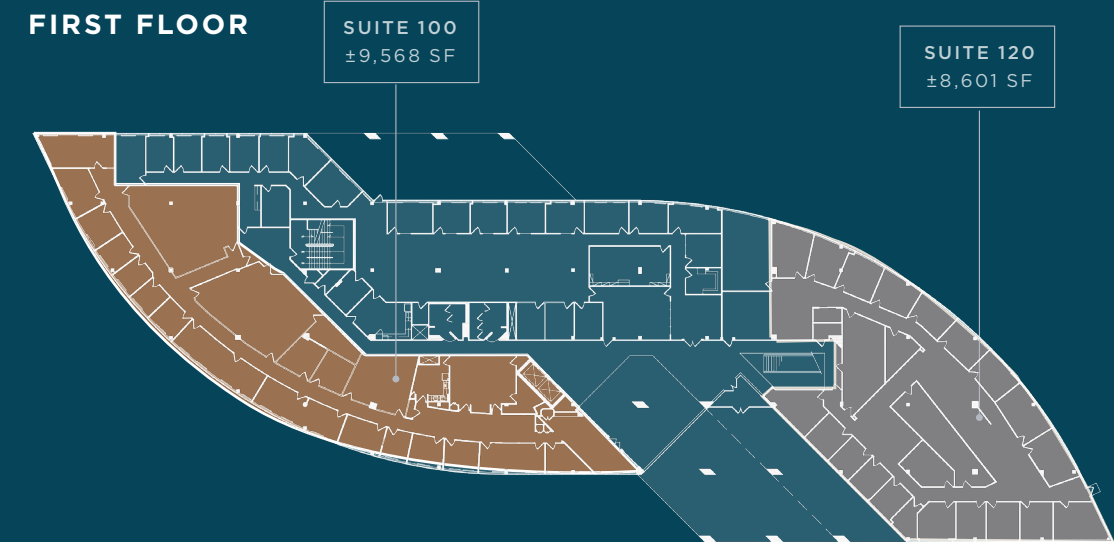 FIRST FLOOR
SUITE 100
±9,568 SF
SUITE 120
±8,601 SF